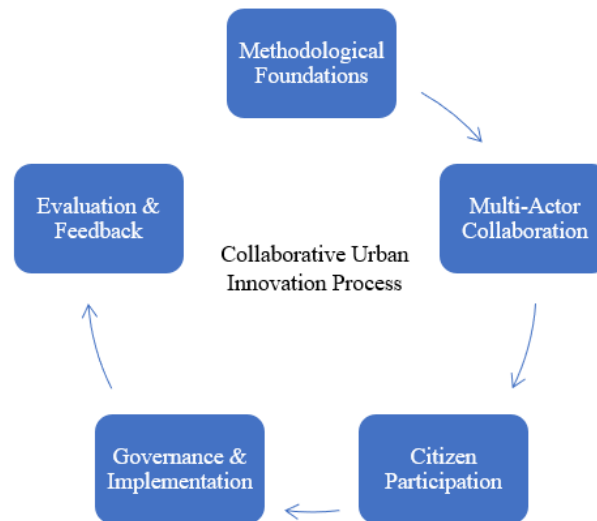 Methodological
Foundations
Multi-Actor
Collaboration
Citizen
Participation
Governance &
Implementation
Evaluation &
Feedback
Collaborative Urban
Innovation Process